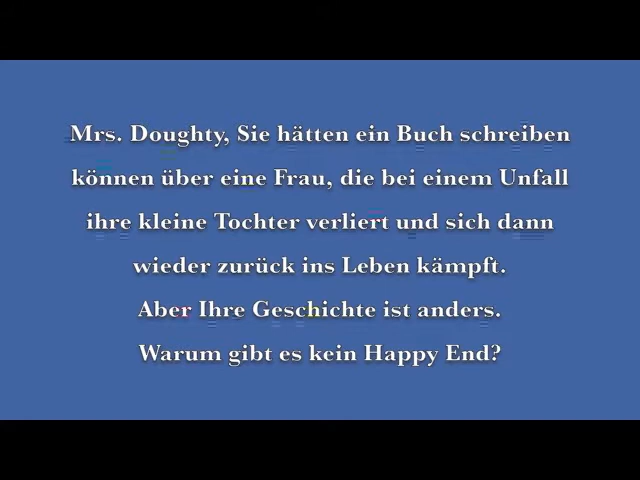 Mrs. Doughty, Sie hätten ein Buch schreiben
können über eine Frau, die bei einem Unfall
ihre kleine Tochter verliert und sich dann
wieder zurück ins Leben kämpft.
Aber Ihre Geschichte ist anders.
Warum gibt es kein Happy End?